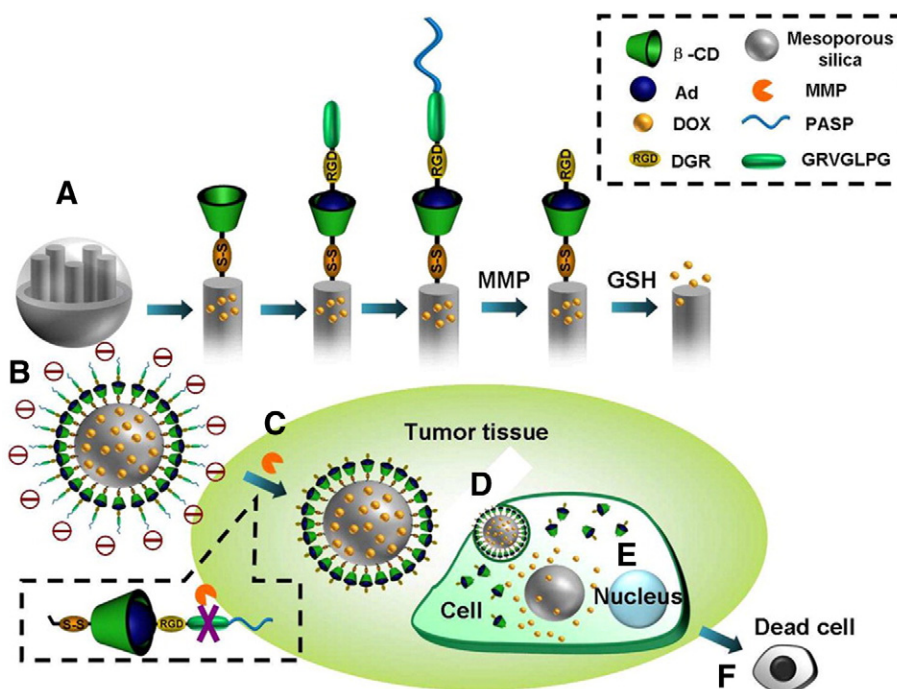 β-CD
Mesoporous
silica
Ad
MMP
DOX
PASP
RGD
DGR
GRVGLPG
A
S-S
RGD
S-S
RGD
S-S
MMP
RGD
S-S
GSH
B
C
Tumor tissue
D
E
Nucleus
Cell
S-S
RGD
Dead cell
F